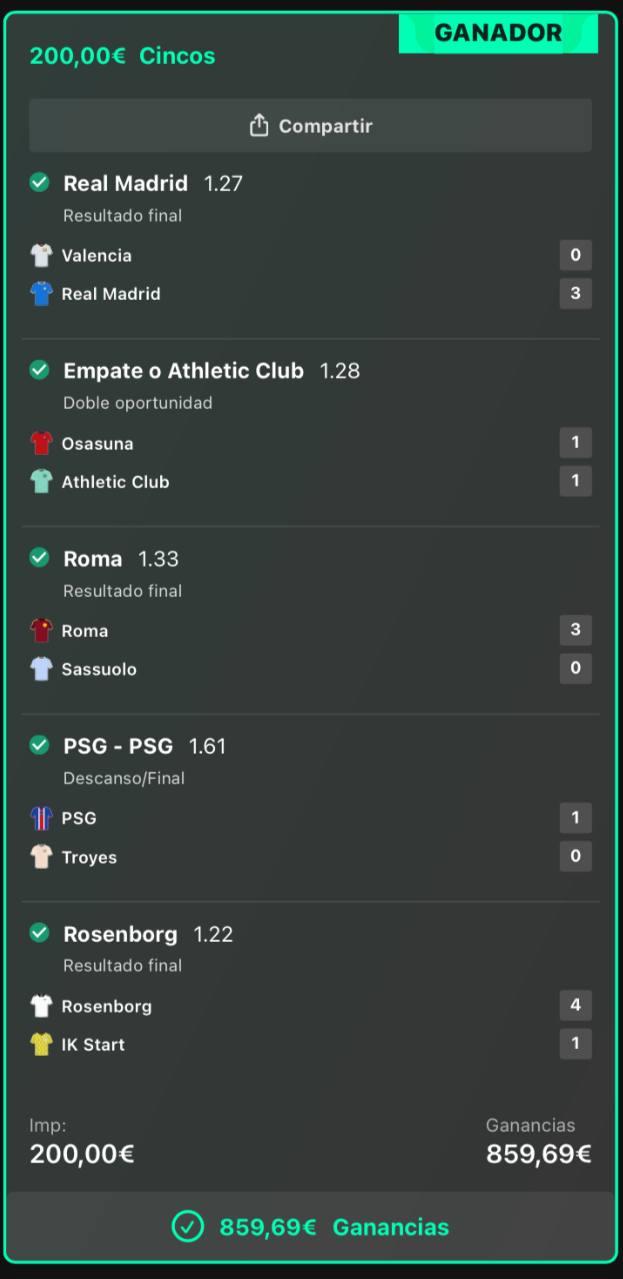 GANADOR
200,00€ Cincos
Compartir
Real Madrid 1.27
Resultado final
Valencia 0
Real Madrid 3
Empate o Athletic Club 1.28
Doble oportunidad
Osasuna 1
Athletic Club 1
Roma 1.33
Resultado final
Roma 3
Sassuolo 0
PSG - PSG 1.61
Descanso/Final
PSG 1
Troyes 0
Rosenborg 1.22
Resultado final
Rosenborg 4
IK Start 1
Imp: Ganancias
200,00€ 859,69€
859,69€ Ganancias